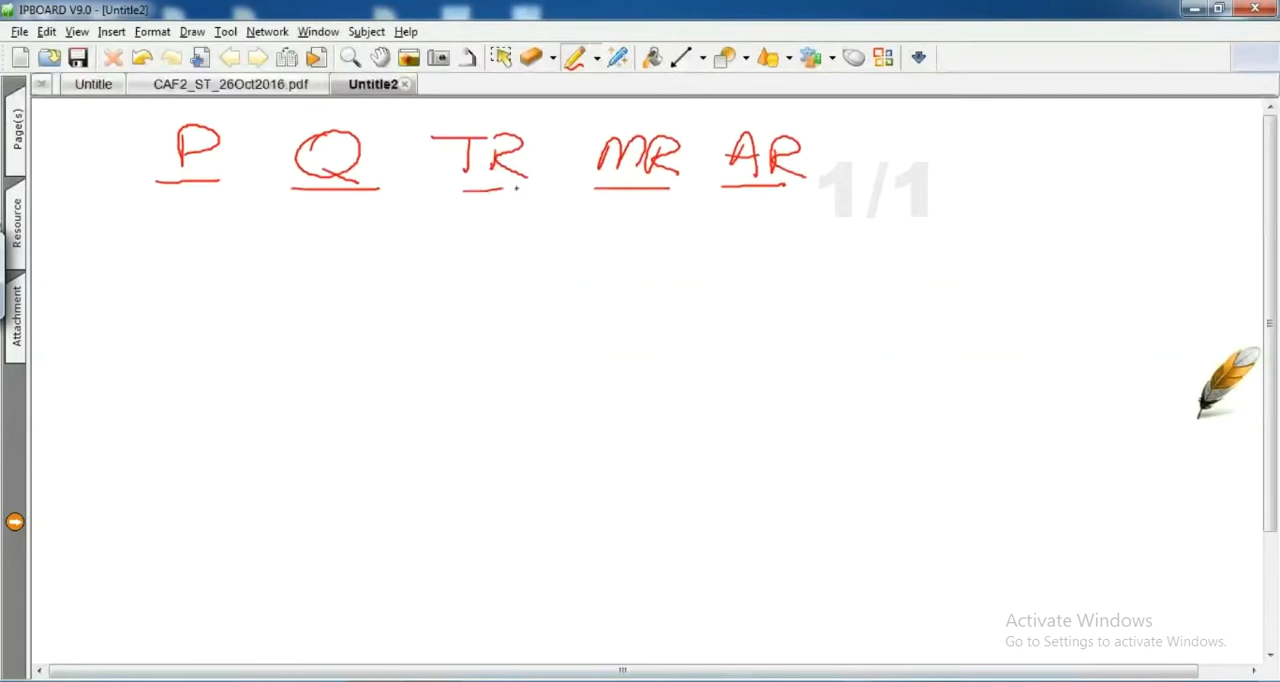 IPBOARD V9.0 - [Untitle2]
File Edit View Insert Format Draw Tool Network Window Subject Help
Untitle CAF2_ST_26Oct2016.pdf Untitle2
Page(s)
Resource
Attachment
P Q TR MR AR
1/1
Activate Windows
Go to Settings to activate Windows.